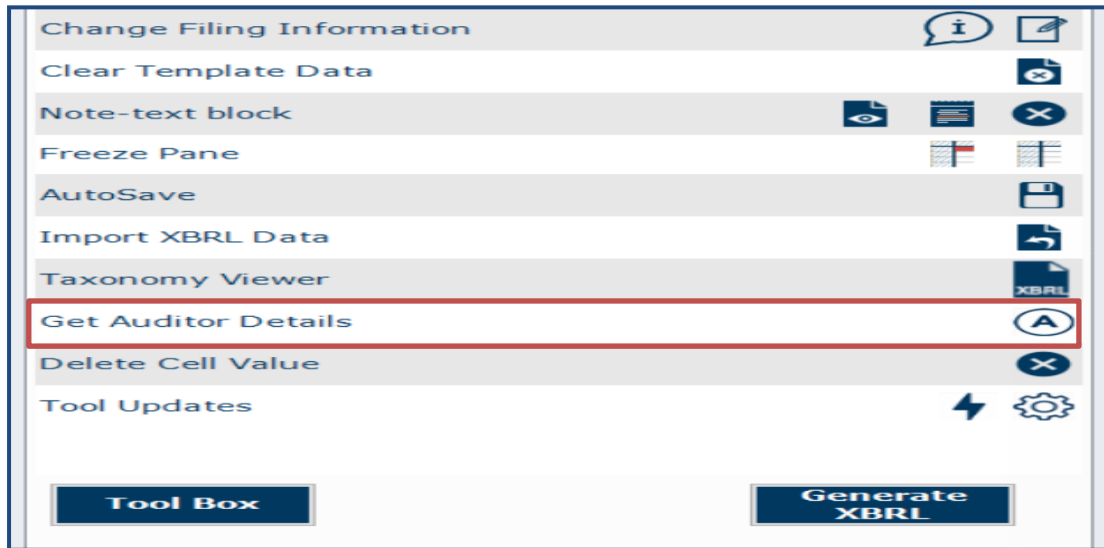 Change Filing Information
i
Clear Template Data
Note-text block
Freeze Pane
AutoSave
Import XBRL Data
Taxonomy Viewer
XBRL
Get Auditor Details
A
Delete Cell Value
Tool Updates
Tool Box
Generate
XBRL